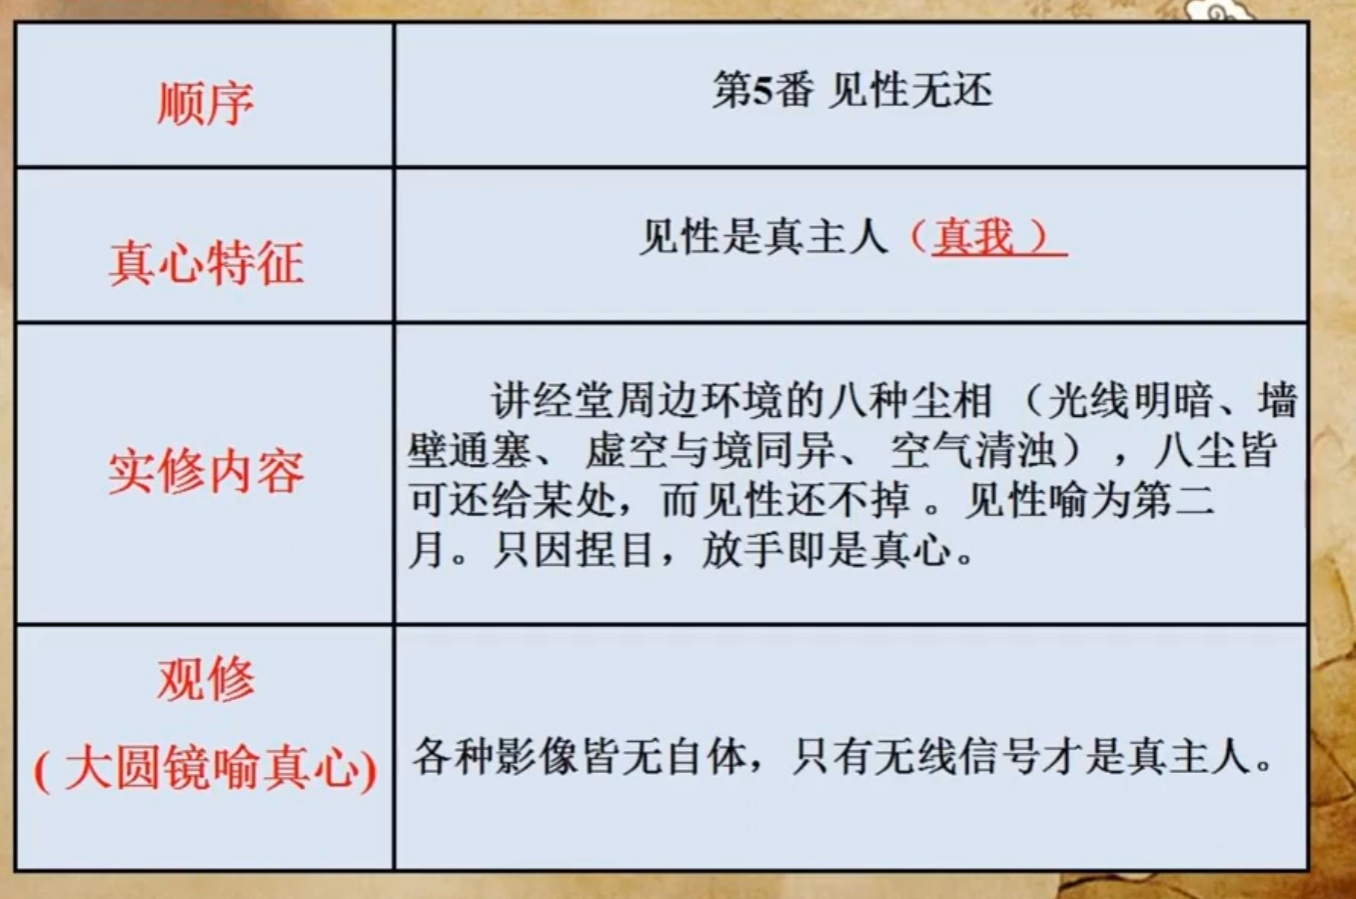 顺序
第5番 见性无还
真心特征
见性是真主人（真我 ）
实修内容
讲经堂周边环境的八种尘相 （光线明暗、墙
壁通塞、 虚空与境同异、 空气清浊） ，八尘皆
可还给某处，而见性还不掉 。见性喻为第二
月。只因捏目，放手即是真心。
观修
( 大圆镜喻真心)
各种影像皆无自体，只有无线信号才是真主人。